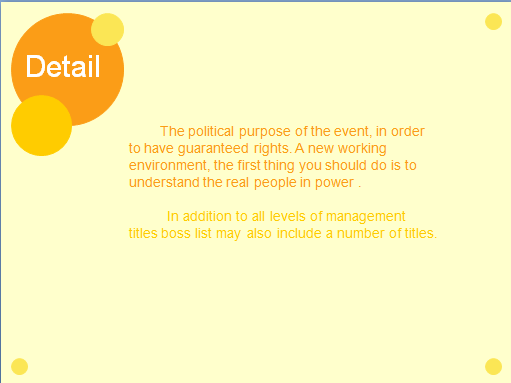 Detail
The political purpose of the event, in order
to have guaranteed rights. A new working
environment, the first thing you should do is to
understand the real people in power .
In addition to all levels of management
titles boss list may also include a number of titles.